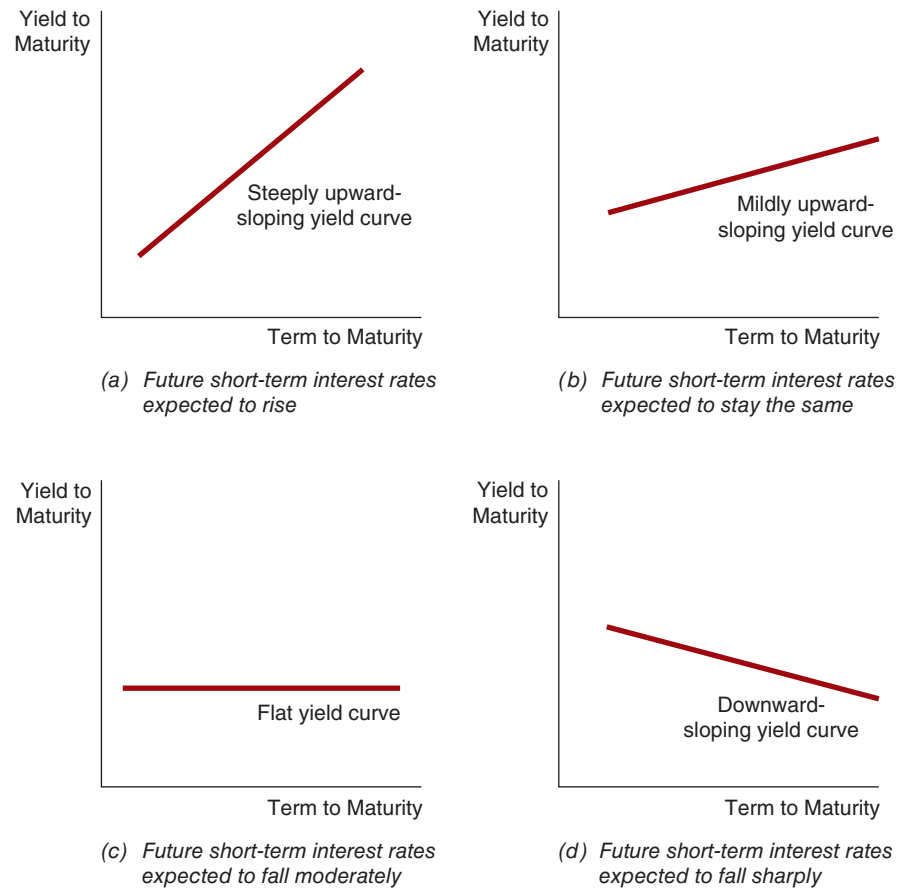 Yield to
Maturity
Steeply upward-
sloping yield curve
Term to Maturity
(a) Future short-term interest rates
expected to rise
Yield to
Maturity
Mildly upward-
sloping yield curve
Term to Maturity
(b) Future short-term interest rates
expected to stay the same
Yield to
Maturity
Flat yield curve
Term to Maturity
(c) Future short-term interest rates
expected to fall moderately
Yield to
Maturity
Downward-
sloping yield curve
Term to Maturity
(d) Future short-term interest rates
expected to fall sharply